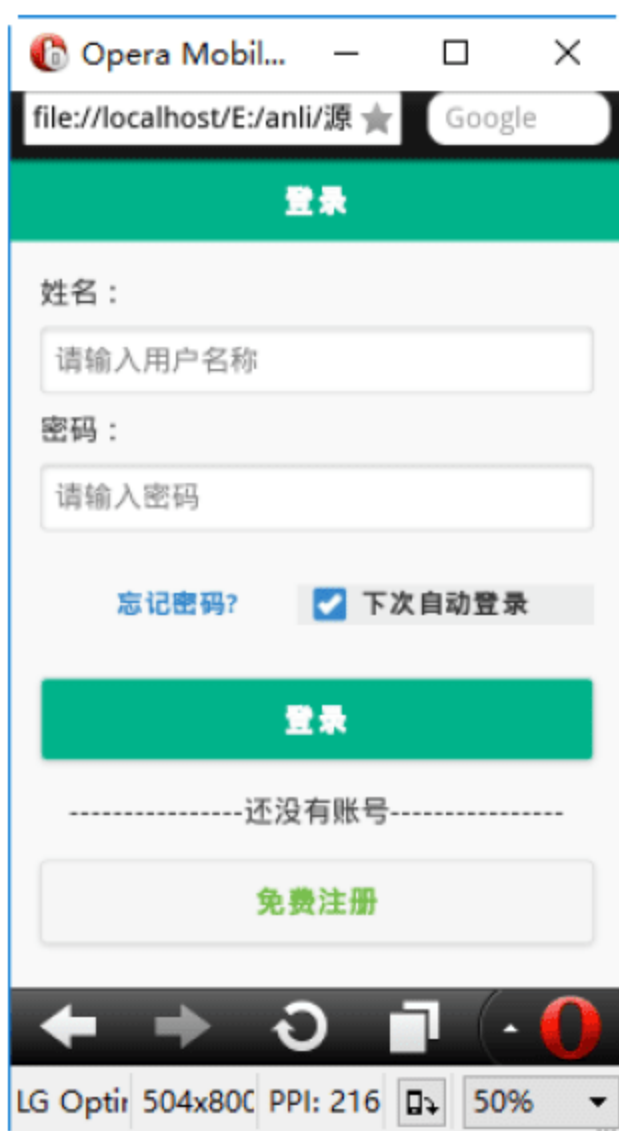 Opera Mobil...
file://localhost/E:/anli/源 Google
登录
姓名：
请输入用户名称
密码：
请输入密码
忘记密码? 下次自动登录
登录
----------------还没有账号----------------
免费注册
LG Optir 504x800 PPI: 216 50%